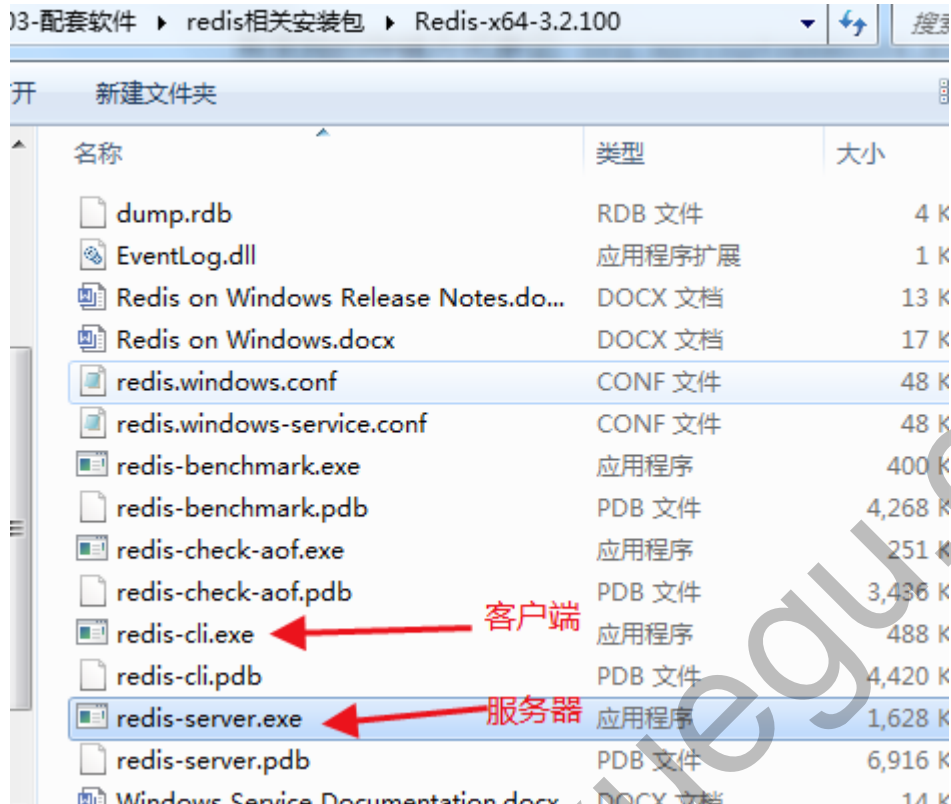 03-配套软件 ▸ redis相关安装包 ▸ Redis-x64-3.2.100
新建文件夹
名称 类型 大小
dump.rdb RDB 文件 4 K
EventLog.dll 应用程序扩展 1 K
Redis on Windows Release Notes.do... DOCX 文档 13 K
Redis on Windows.docx DOCX 文档 17 K
redis.windows.conf CONF 文件 48 K
redis.windows-service.conf CONF 文件 48 K
redis-benchmark.exe 应用程序 400 K
redis-benchmark.pdb PDB 文件 4,268 K
redis-check-aof.exe 应用程序 251 K
redis-check-aof.pdb PDB 文件 3,436 K
redis-cli.exe 客户端 应用程序 488 K
redis-cli.pdb PDB 文件 4,420 K
redis-server.exe 服务器 应用程序 1,628 K
redis-server.pdb PDB 文件 6,916 K
Windows Service Documentation.docx DOCX 文档 14 K